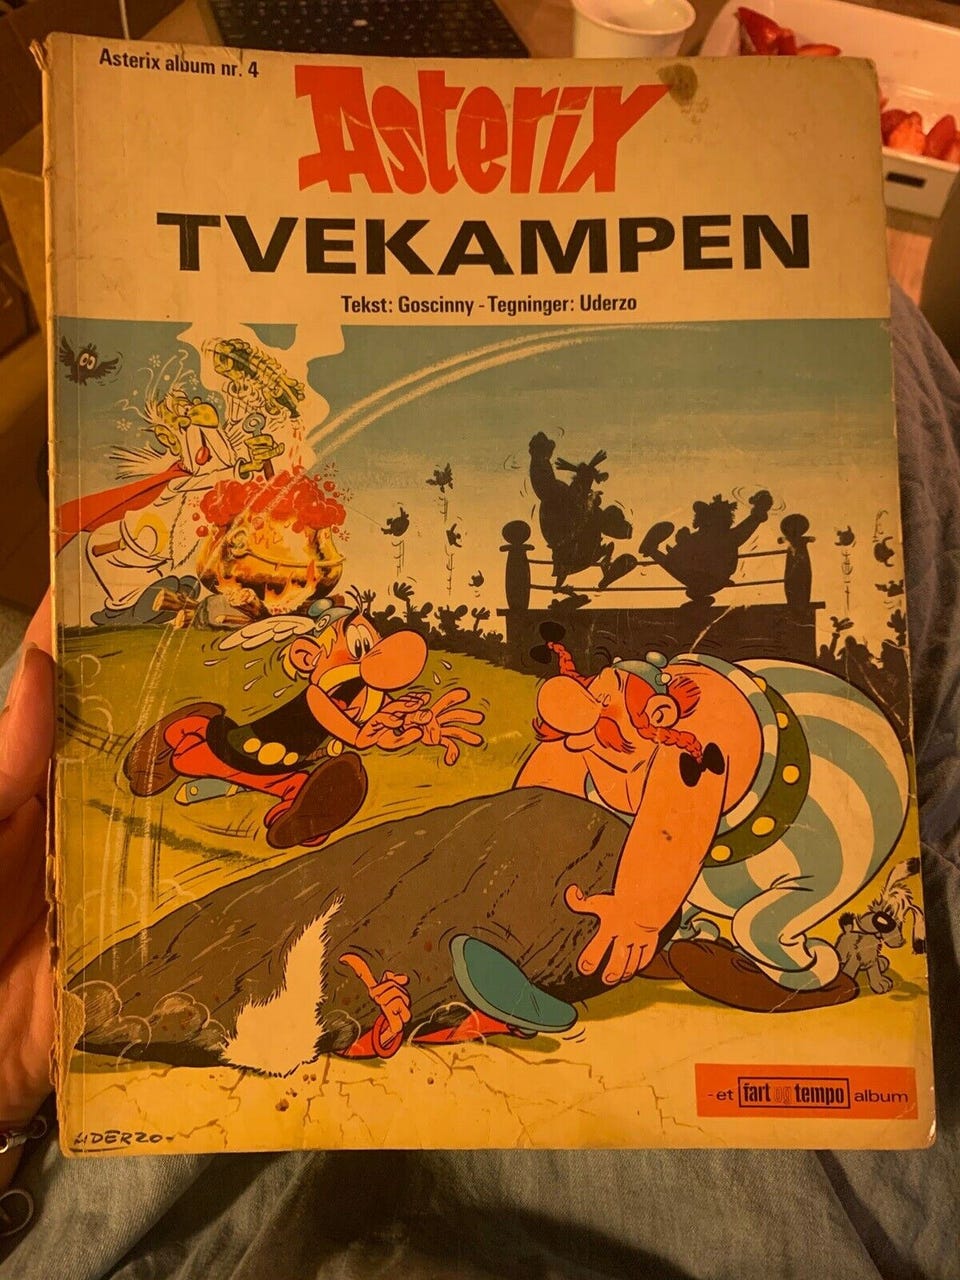 Asterix album nr. 4
Asterix
TVEKAMPEN
Tekst: Goscinny - Tegninger: Uderzo
- et fart og tempo album
UDERZO